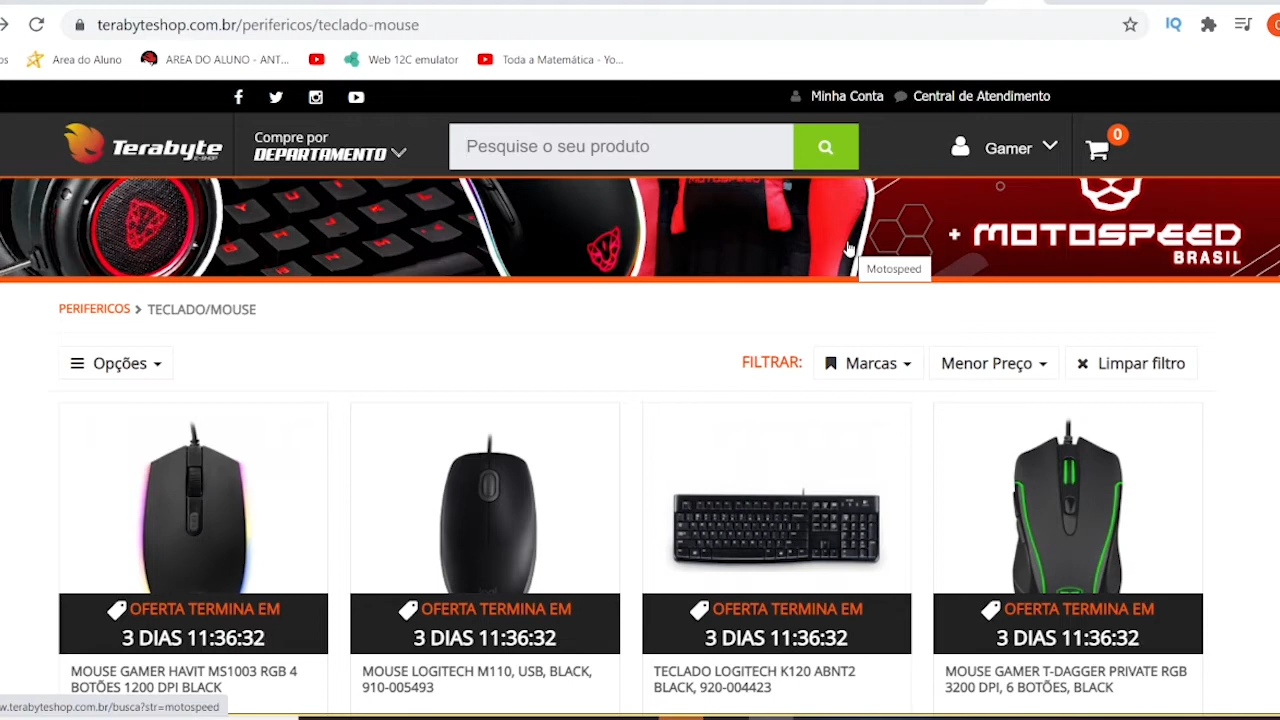 terabyteshop.com.br/perifericos/teclado-mouse
IQ
os
Area do Aluno
AREA DO ALUNO - ANT...
Web 12C emulator
Toda a Matemática - Yo...
Minha Conta
Central de Atendimento
Terabyte
E-SHOP
Compre por
DEPARTAMENTO
Pesquise o seu produto
Gamer
0
MOTOSPEED
+ MOTOSPEED
BRASIL
Motospeed
PERIFERICOS > TECLADO/MOUSE
Opções
FILTRAR:
Marcas
Menor Preço
Limpar filtro
OFERTA TERMINA EM
3 DIAS 11:36:32
MOUSE GAMER HAVIT MS1003 RGB 4
BOTÕES 1200 DPI BLACK
OFERTA TERMINA EM
3 DIAS 11:36:32
MOUSE LOGITECH M110, USB, BLACK,
910-005493
OFERTA TERMINA EM
3 DIAS 11:36:32
TECLADO LOGITECH K120 ABNT2
BLACK, 920-004423
OFERTA TERMINA EM
3 DIAS 11:36:32
MOUSE GAMER T-DAGGER PRIVATE RGB
3200 DPI, 6 BOTÕES, BLACK
w.terabyteshop.com.br/busca?str=motospeed